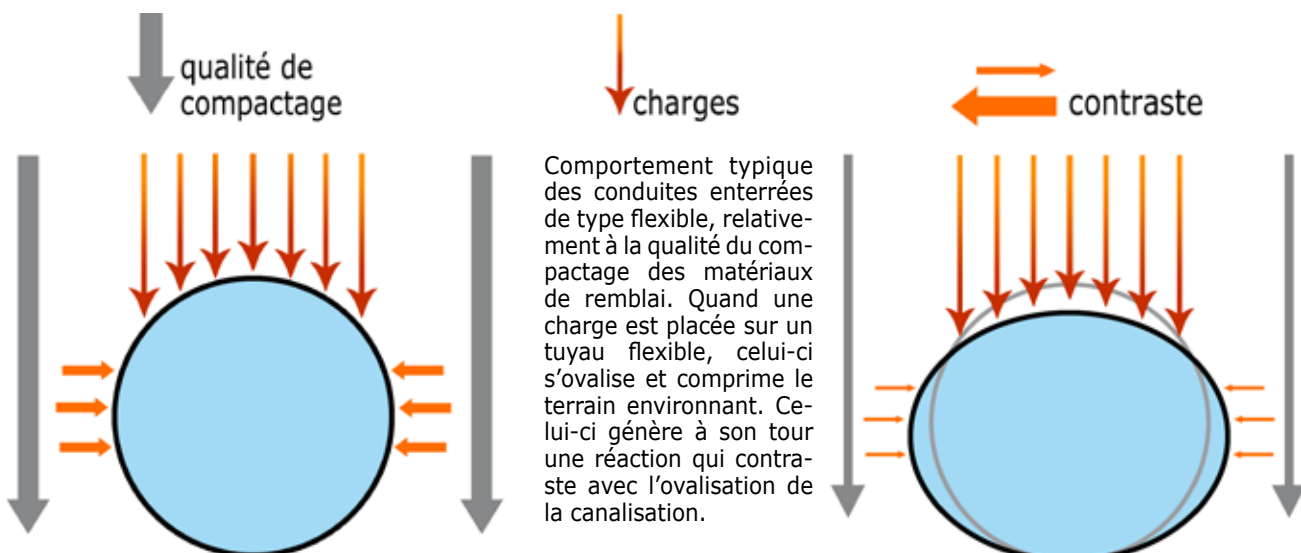 qualité de
compactage
charges
contraste
Comportement typique
des conduites enterrées
de type flexible, relative-
ment à la qualité du com-
pactage des matériaux
de remblai. Quand une
charge est placée sur un
tuyau flexible, celui-ci
s’ovalise et comprime le
terrain environnant. Ce-
lui-ci génère à son tour
une réaction qui contra-
ste avec l’ovalisation de
la canalisation.